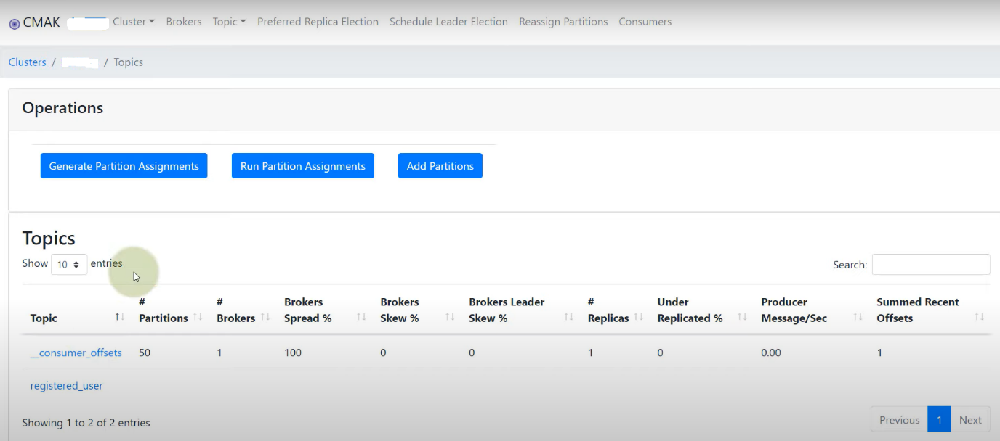 CMAK Cluster Brokers Topic Preferred Replica Election Schedule Leader Election Reassign Partitions Consumers
Clusters / / Topics
Operations
Generate Partition Assignments Run Partition Assignments Add Partitions
Topics
Show 10 entries Search:
Topic # Partitions # Brokers Brokers Spread % Brokers Skew % Brokers Leader Skew % # Replicas Under Replicated % Producer Message/Sec Summed Recent Offsets
__consumer_offsets 50 1 100 0 0 1 0 0.00 1
registered_user
Showing 1 to 2 of 2 entries Previous 1 Next